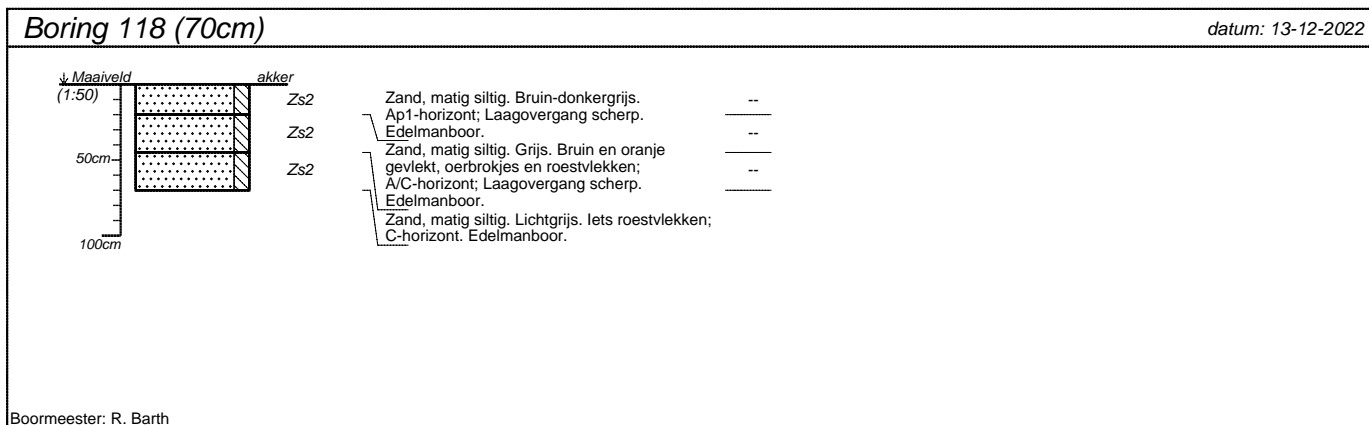 Boring 118 (70cm)
datum: 13-12-2022
Maaiveld
akker
(1:50)
Zs2
Zand, matig siltig. Bruin-donkergrijs.
Ap1-horizont; Laagovergang scherp.
Edelmanboor.
--
Zs2
Zand, matig siltig. Grijs. Bruin en oranje
gevlekt, oerbrokjes en roestvlekken;
A/C-horizont; Laagovergang scherp.
Edelmanboor.
--
50cm
Zs2
Zand, matig siltig. Lichtgrijs. Iets roestvlekken;
C-horizont. Edelmanboor.
--
100cm
Boormeester: R. Barth